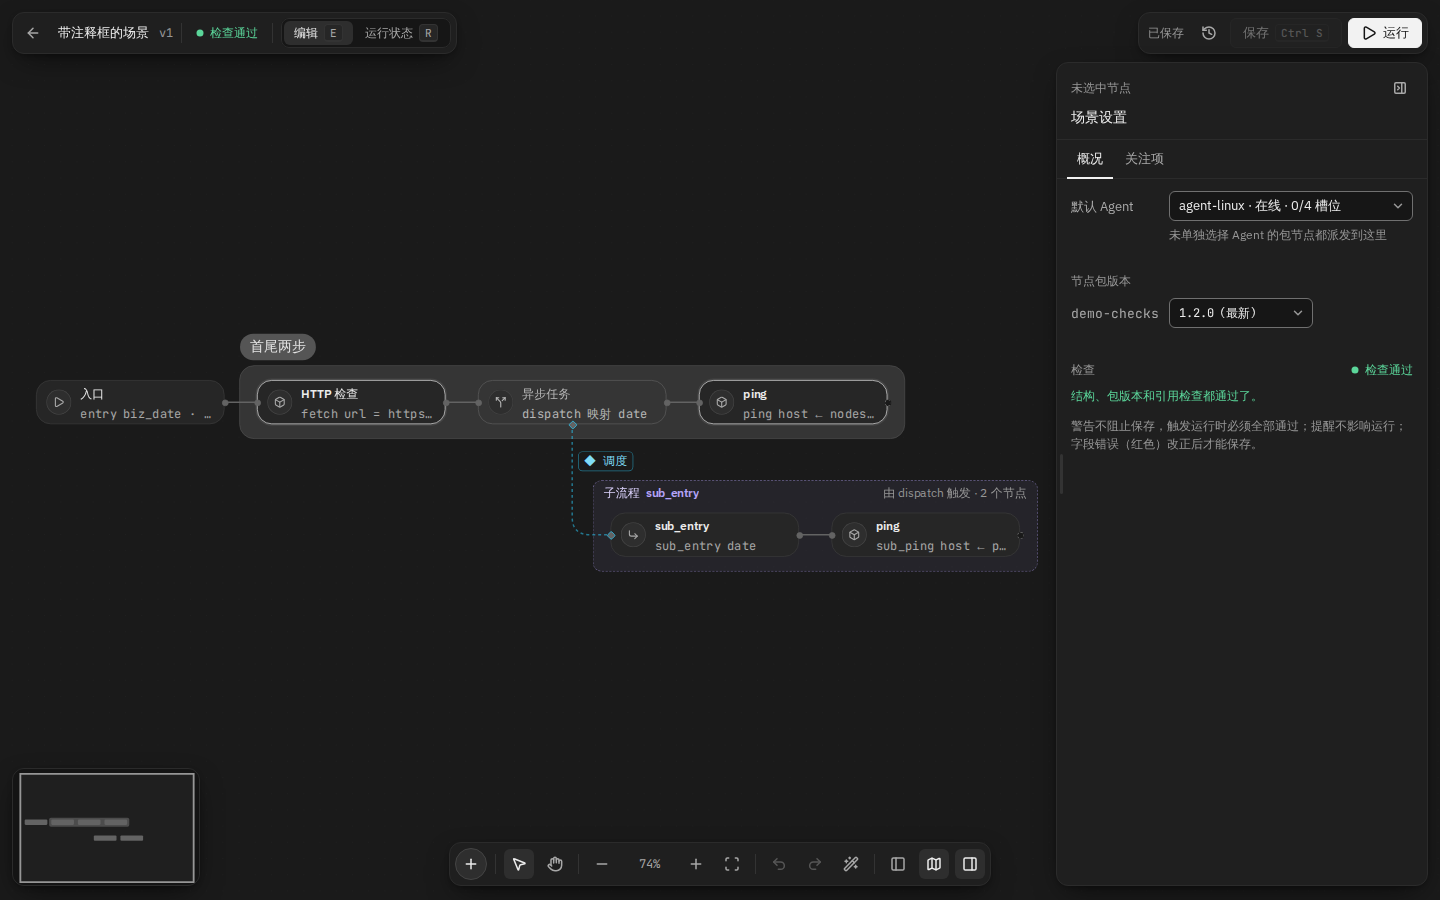 带注释框的场景 v1 检查通过 编辑 E 运行状态 R
已保存 保存 Ctrl S 运行
未选中节点
场景设置
概况 关注项
默认 Agent agent-linux · 在线 · 0/4 槽位
未单独选择 Agent 的包节点都派发到这里
节点包版本
demo-checks 1.2.0 (最新)
检查 检查通过
结构、包版本和引用检查都通过了。
警告不阻止保存，触发运行时必须全部通过；提醒不影响运行；
字段错误（红色）改正后才能保存。
首尾两步
入口
entry biz_date · …
HTTP 检查
fetch url = https…
异步任务
dispatch 映射 date
ping
ping host ← nodes…
调度
子流程 sub_entry 由 dispatch 触发 · 2 个节点
sub_entry
sub_entry date
ping
sub_ping host ← p…
74%